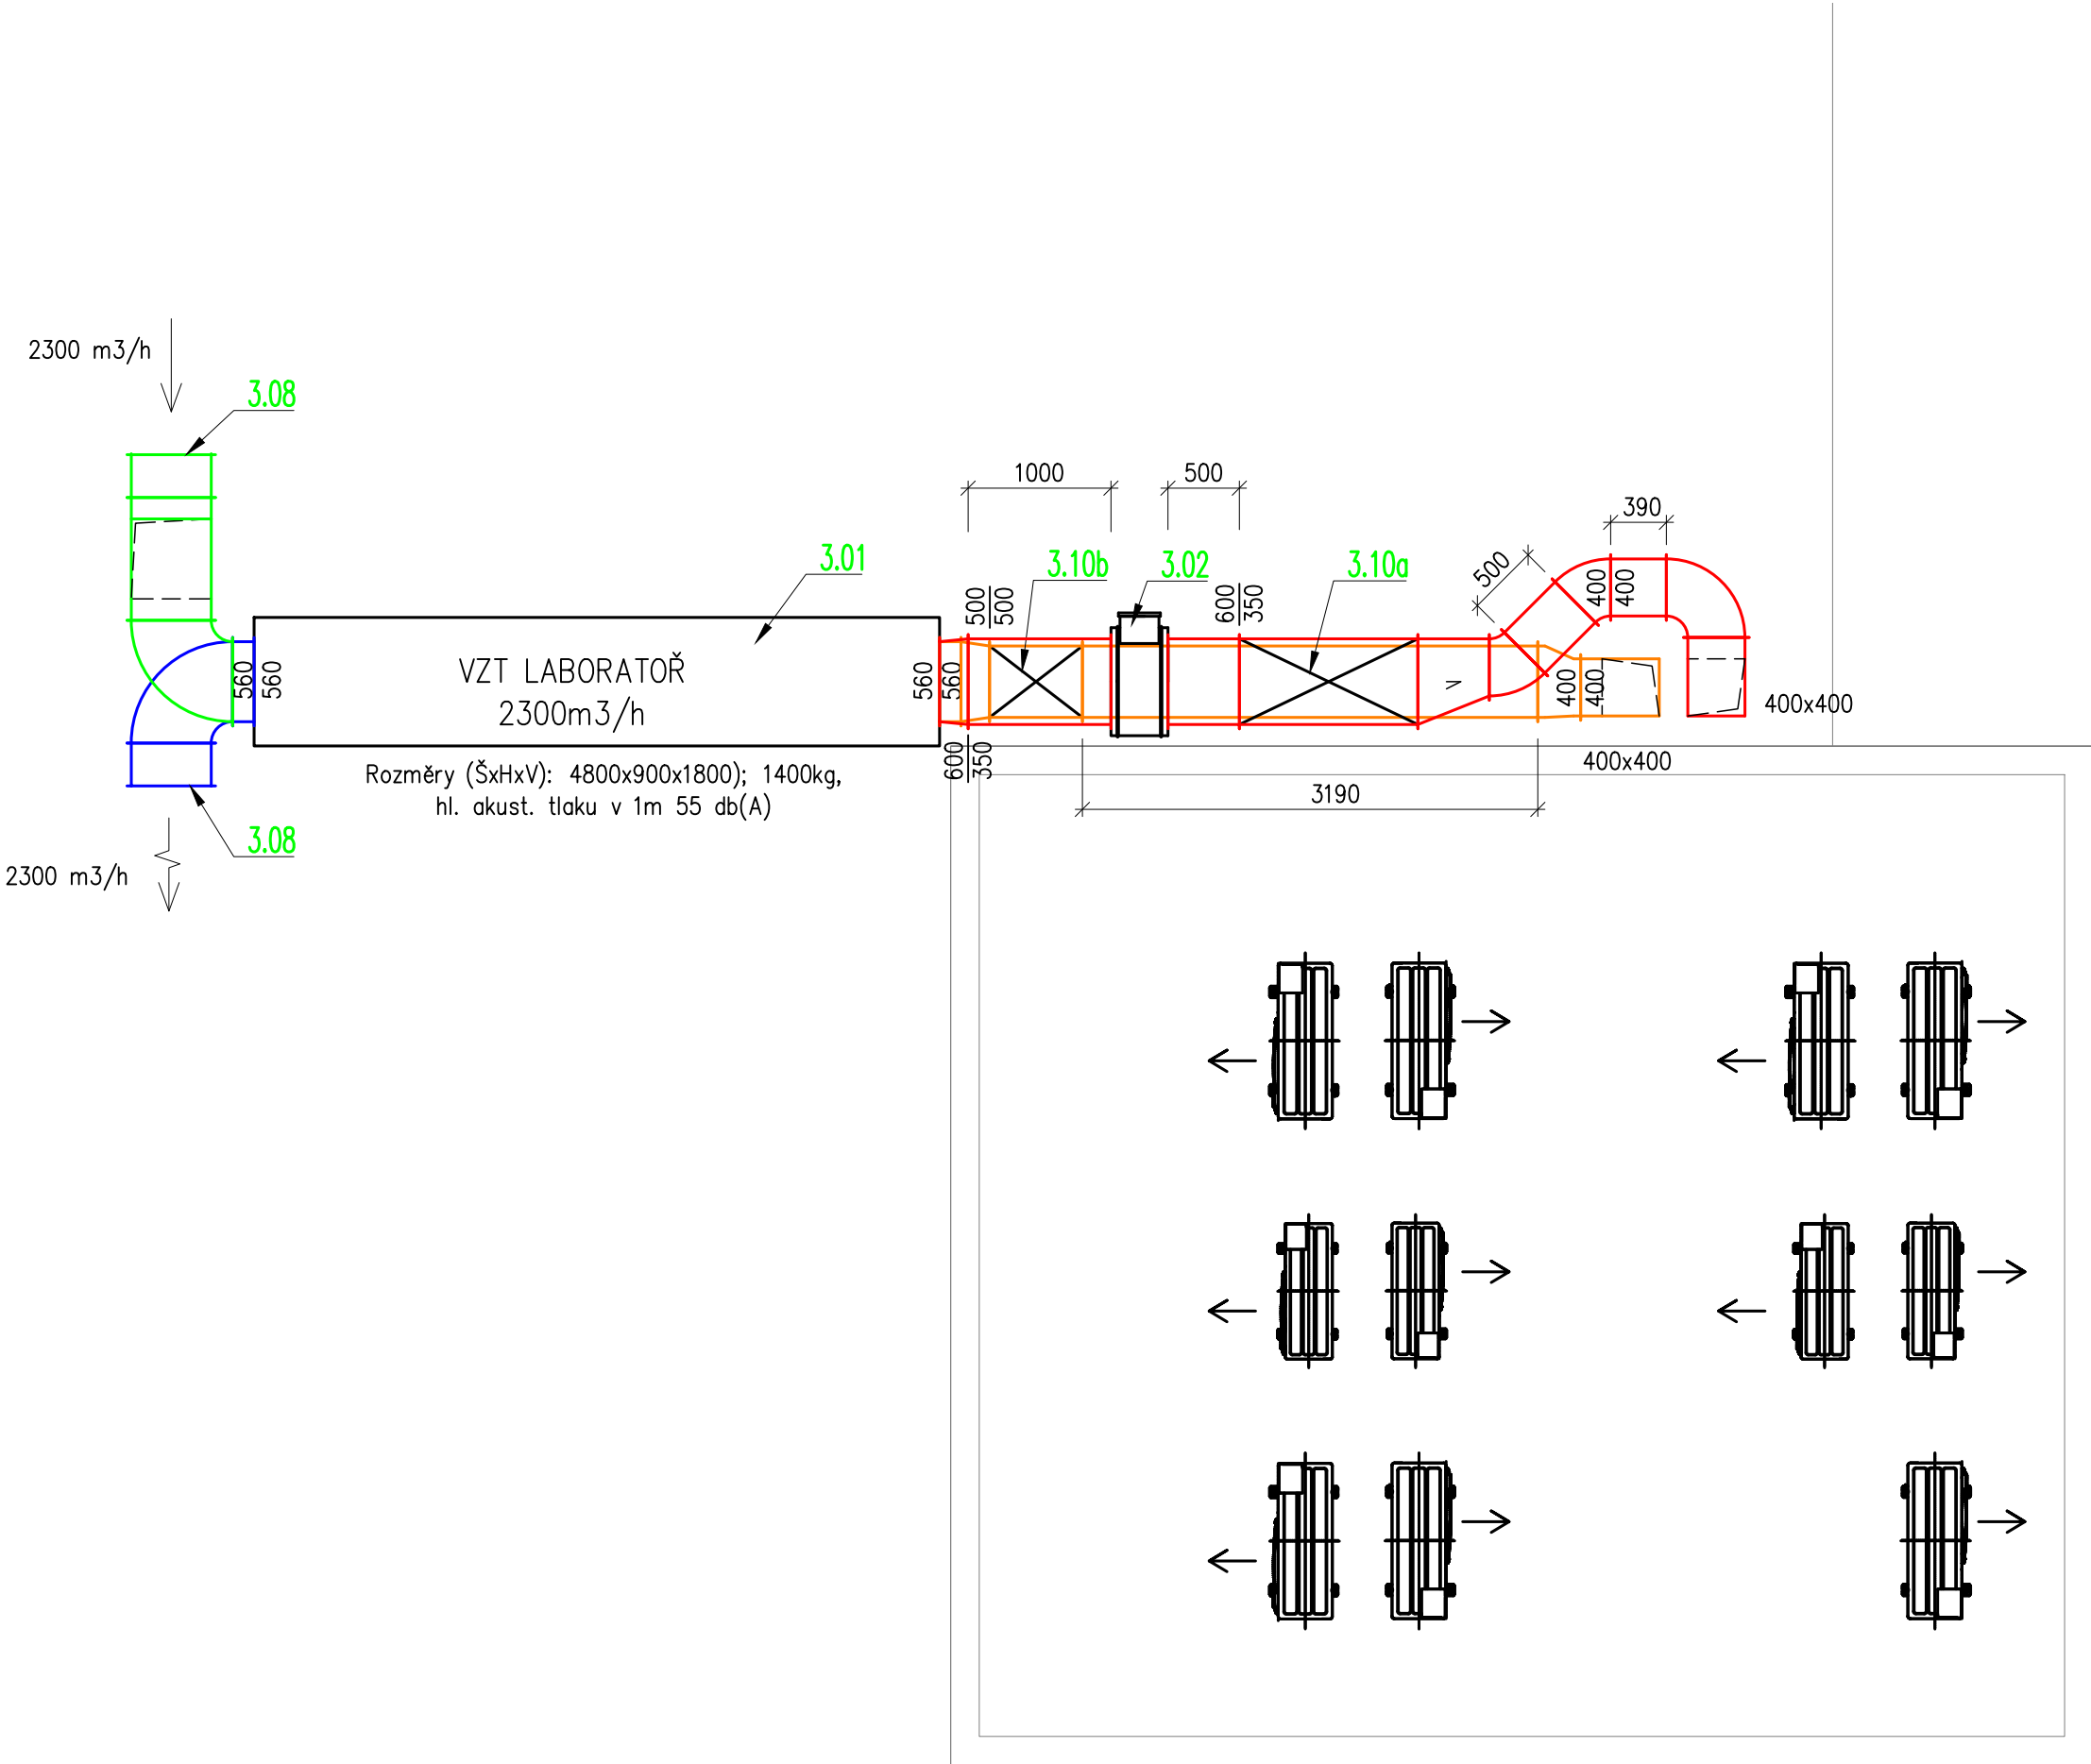 2300 m3/h
3.08
1000
500
390
3.01
3.10b
3.02
3.10a
500
500
500
600
350
400
400
560
560
VZT LABORATOŘ
2300m3/h
560
560
V
400
400
400x400
Rozměry (ŠxHxV): 4800x900x1800); 1400kg,
hl. akust. tlaku v 1m 55 db(A)
600
350
400x400
3190
3.08
2300 m3/h